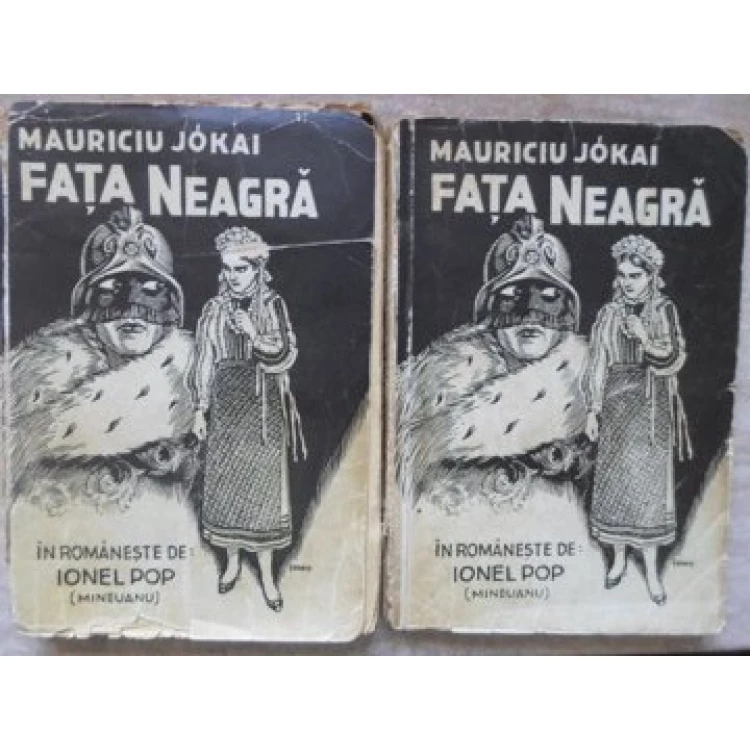 MAURICIU JÓKAI
FAȚA NEAGRĂ
ÎN ROMÂNEȘTE DE:
IONEL POP
(MINEUANU)
MAURICIU JÓKAI
FAȚA NEAGRĂ
ÎN ROMÂNEȘTE DE:
IONEL POP
(MINEUANU)